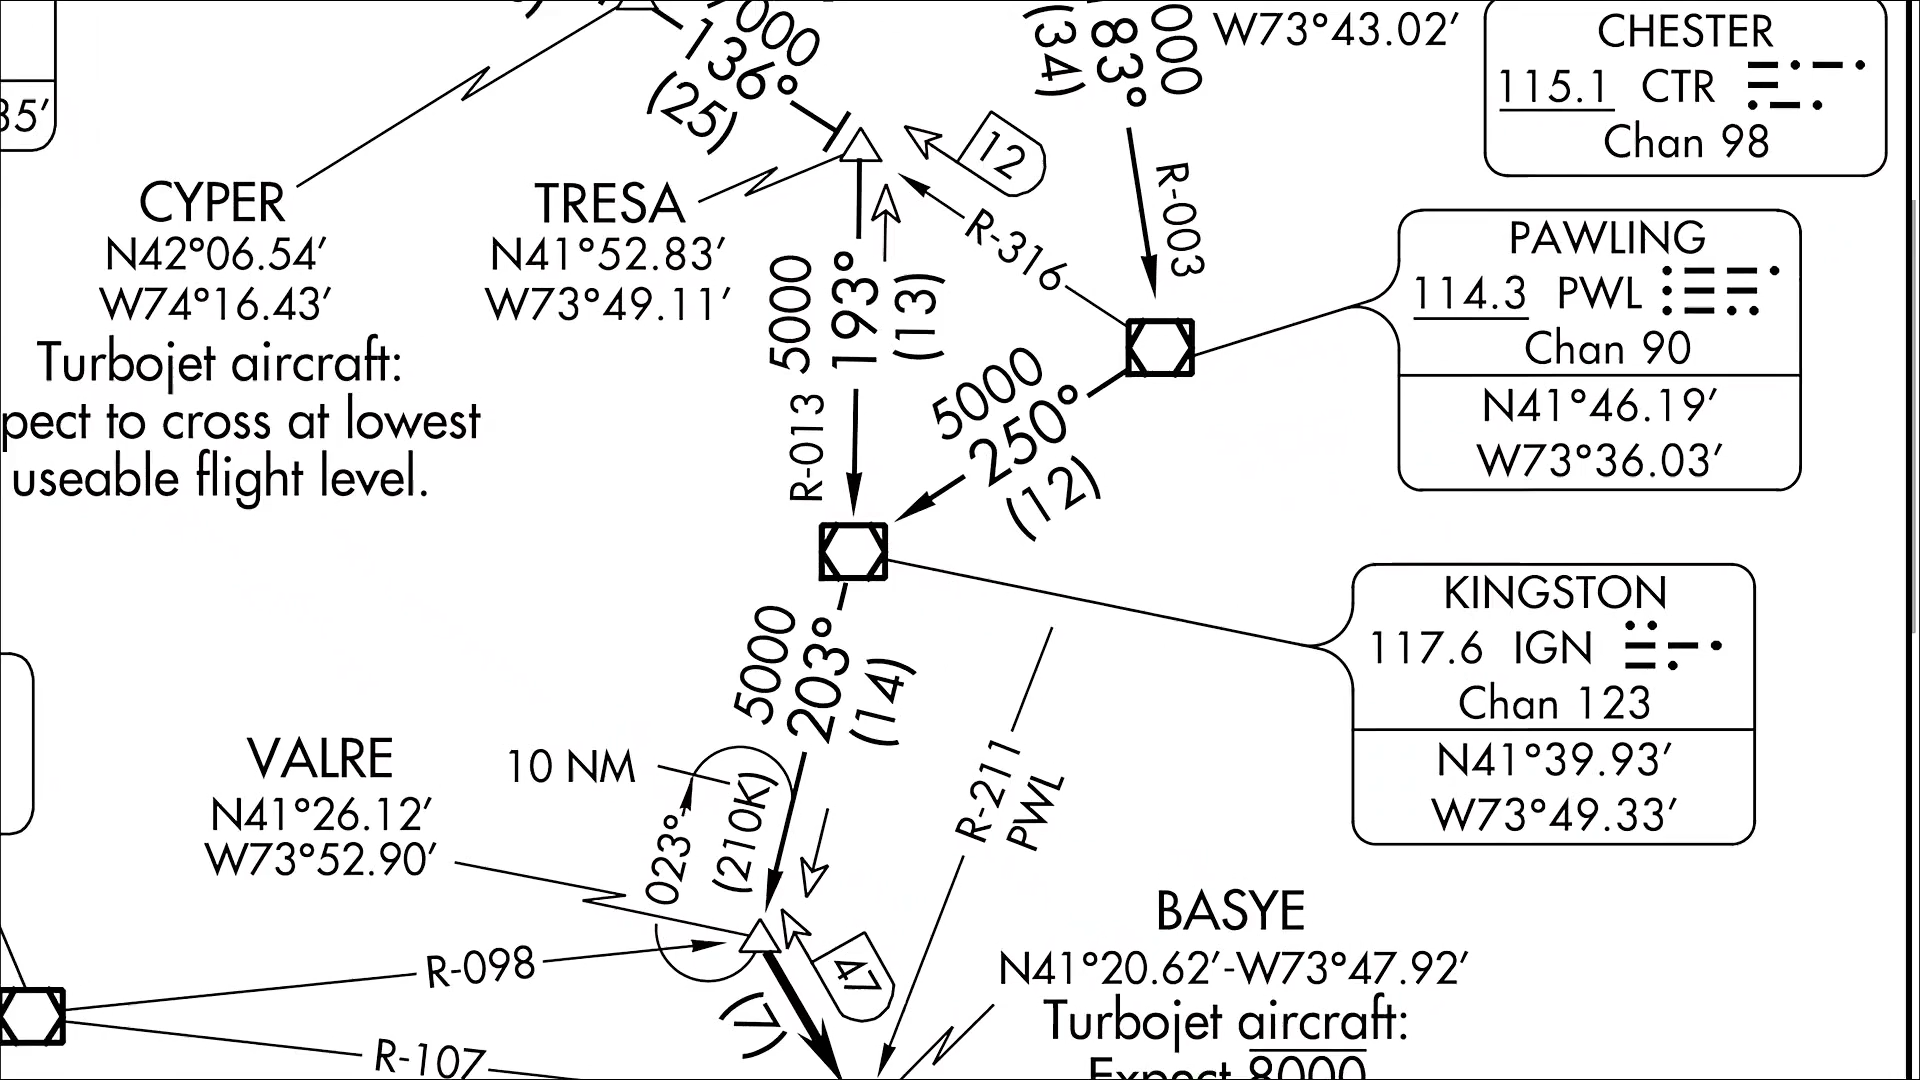 W73°43.02′
CHESTER
115.1 CTR
Chan 98
35′
000
136°
(25)
(34)
83°
000
12
R-003
R-316
CYPER
N42°06.54′
W74°16.43′
Turbojet aircraft:
pect to cross at lowest
useable flight level.
TRESA
N41°52.83′
W73°49.11′
5000
193°
(13)
R-013
PAWLING
114.3 PWL
Chan 90
N41°46.19′
W73°36.03′
5000
250°
(12)
KINGSTON
117.6 IGN
Chan 123
N41°39.93′
W73°49.33′
5000
203°
(14)
VALRE
N41°26.12′
W73°52.90′
10 NM
023°
(210K)
R-211
PWL
47
R-098
(7)
R-107
BASYE
N41°20.62′-W73°47.92′
Turbojet aircraft:
Expect 8000